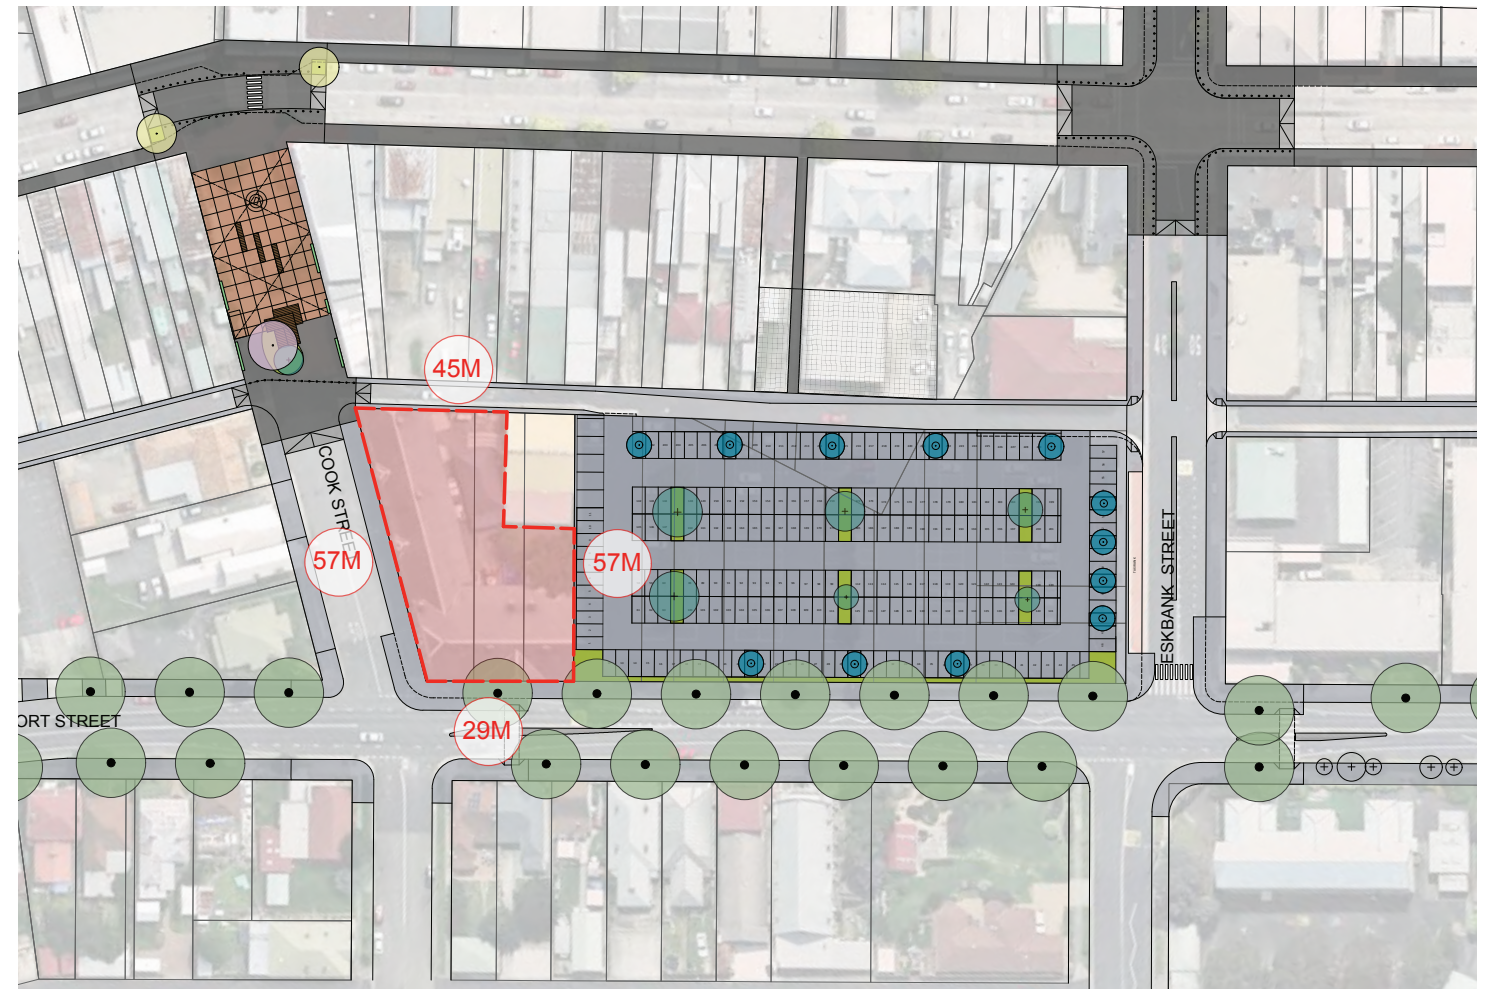 45M
COOK STREET
57M
57M
ESKBANK STREET
ORT STREET
29M